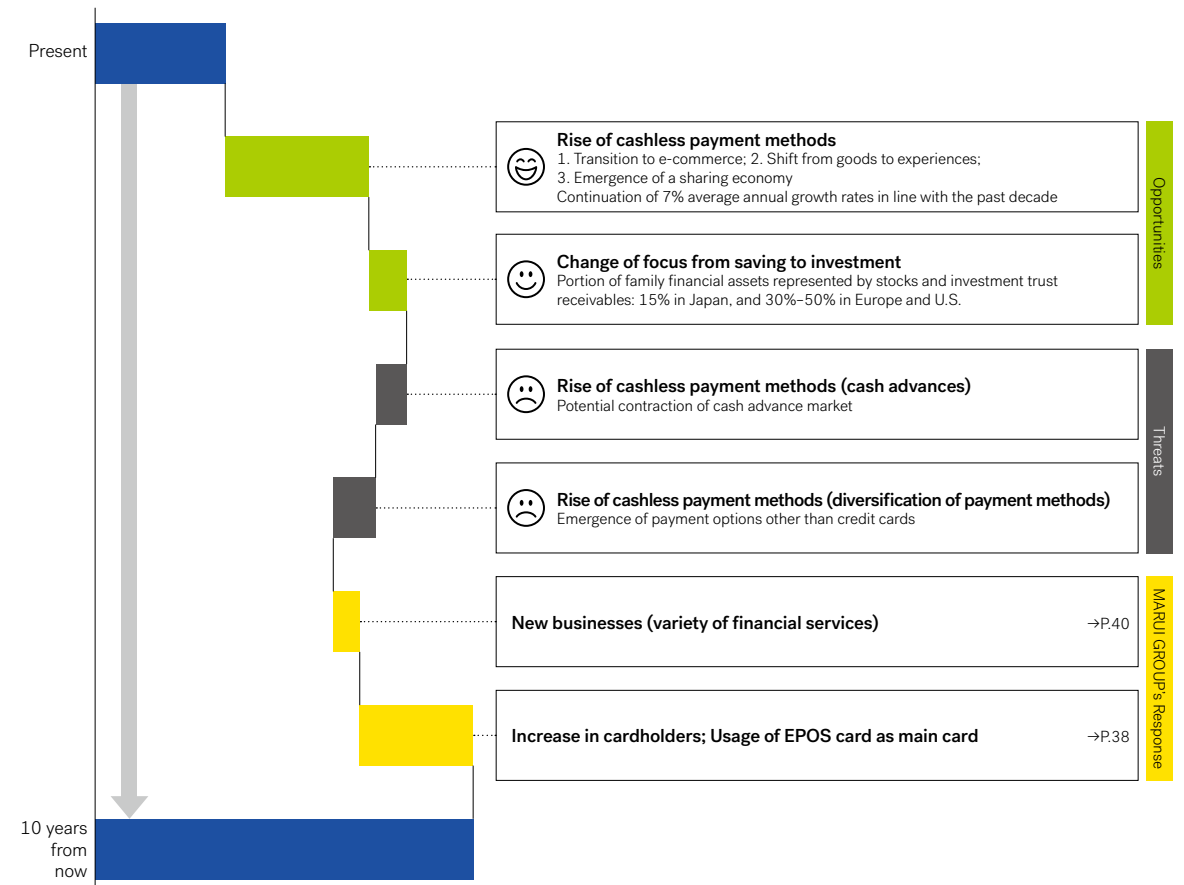 Present
Rise of cashless payment methods
1. Transition to e-commerce; 2. Shift from goods to experiences;
3. Emergence of a sharing economy
Continuation of 7% average annual growth rates in line with the past decade
Change of focus from saving to investment
Portion of family financial assets represented by stocks and investment trust
receivables: 15% in Japan, and 30%–50% in Europe and U.S.
Opportunities
Rise of cashless payment methods (cash advances)
Potential contraction of cash advance market
Rise of cashless payment methods (diversification of payment methods)
Emergence of payment options other than credit cards
Threats
New businesses (variety of financial services)
→P.40
Increase in cardholders; Usage of EPOS card as main card
→P.38
MARUI GROUP's Response
10 years
from
now